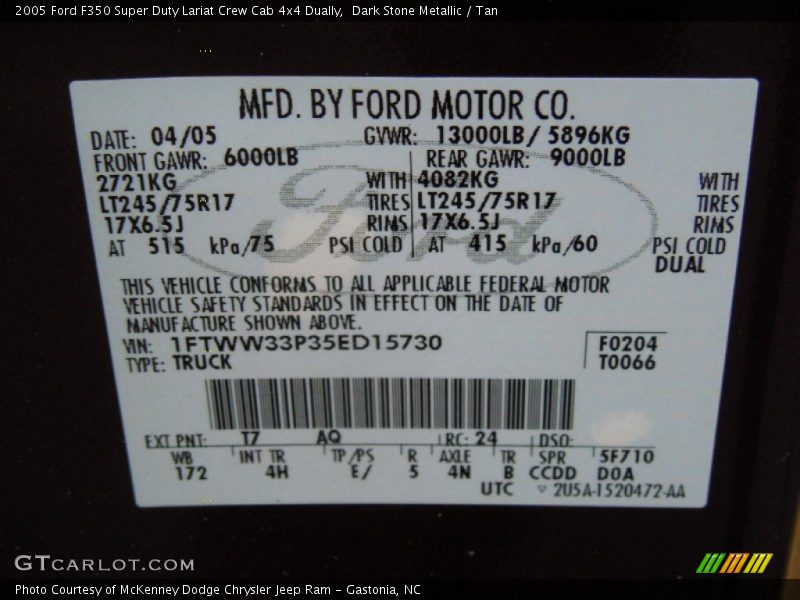 2005 Ford F350 Super Duty Lariat Crew Cab 4x4 Dually, Dark Stone Metallic / Tan
MFD. BY FORD MOTOR CO.
DATE: 04/05 GVWR: 13000LB/ 5896KG
FRONT GAWR: 6000LB REAR GAWR: 9000LB
2721KG WITH 4082KG WITH
LT245/75R17 TIRES LT245/75R17 TIRES
17X6.5J RIMS 17X6.5J RIMS
AT 515 kPa/75 PSI COLD AT 415 kPa/60 PSI COLD
DUAL
Ford
THIS VEHICLE CONFORMS TO ALL APPLICABLE FEDERAL MOTOR
VEHICLE SAFETY STANDARDS IN EFFECT ON THE DATE OF
MANUFACTURE SHOWN ABOVE.
VIN: 1FTWW33P35ED15730 F0204
TYPE: TRUCK T0066
EXT PNT: T7 AQ RC: 24 DSO:
WB INT TR TP/PS R AXLE TR SPR 5F710
172 4H E/ 5 4N B CCDD D0A
UTC ▽ 2U5A-1520472-AA
GTCARLOT.COM
Photo Courtesy of McKenney Dodge Chrysler Jeep Ram - Gastonia, NC